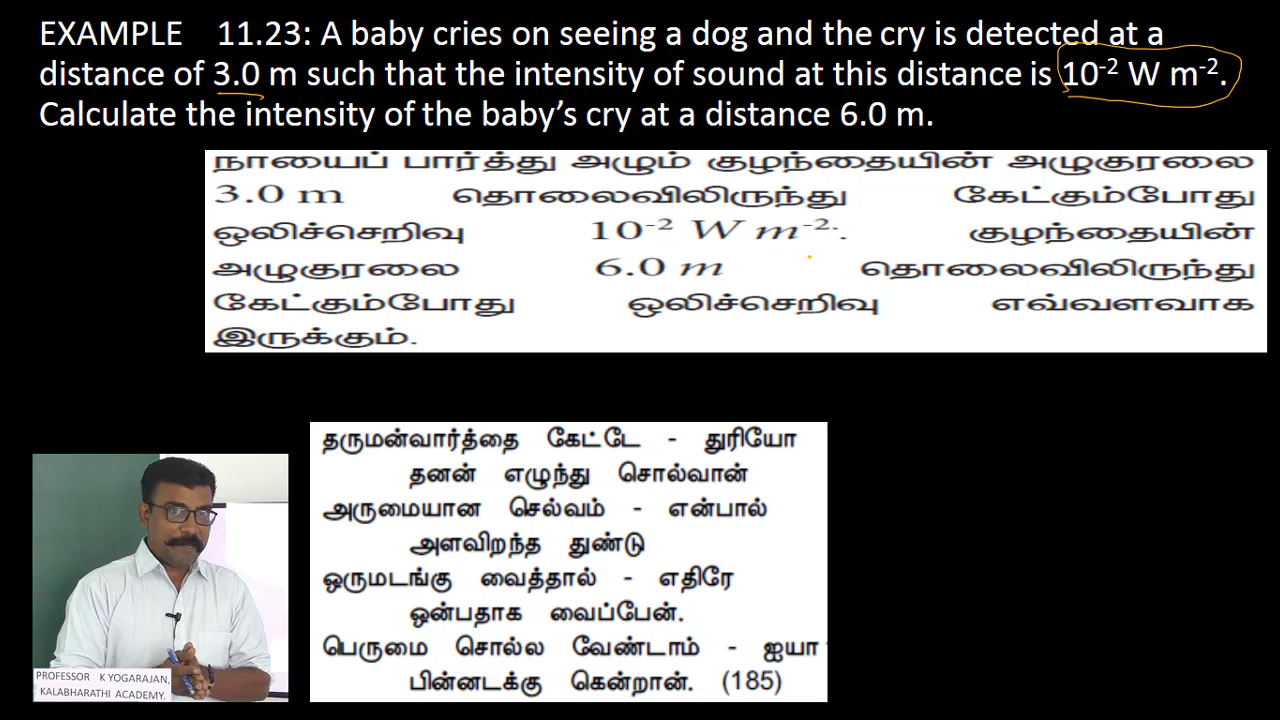 EXAMPLE 11.23: A baby cries on seeing a dog and the cry is detected at a
distance of 3.0 m such that the intensity of sound at this distance is 10⁻² W m⁻².
Calculate the intensity of the baby’s cry at a distance 6.0 m.
நாயைப் பார்த்து அழும் குழந்தையின் அழுகுரலை
3.0 m தொலைவிலிருந்து கேட்கும்போது
ஒலிச்செறிவு 10⁻² W m⁻². குழந்தையின்
அழுகுரலை 6.0 m தொலைவிலிருந்து
கேட்கும்போது ஒலிச்செறிவு எவ்வளவாக
இருக்கும்.
தருமன்வார்த்தை கேட்டே - துரியோ
தனன் எழுந்து சொல்வான்
அருமையான செல்வம் - என்பால்
அளவிறந்த துண்டு
ஒருமடங்கு வைத்தால் - எதிரே
ஒன்பதாக வைப்பேன்.
பெருமை சொல்ல வேண்டாம் - ஐயா
பின்னடக்கு கென்றான். (185)
PROFESSOR K YOGARAJAN,
KALABHARATHI ACADEMY.